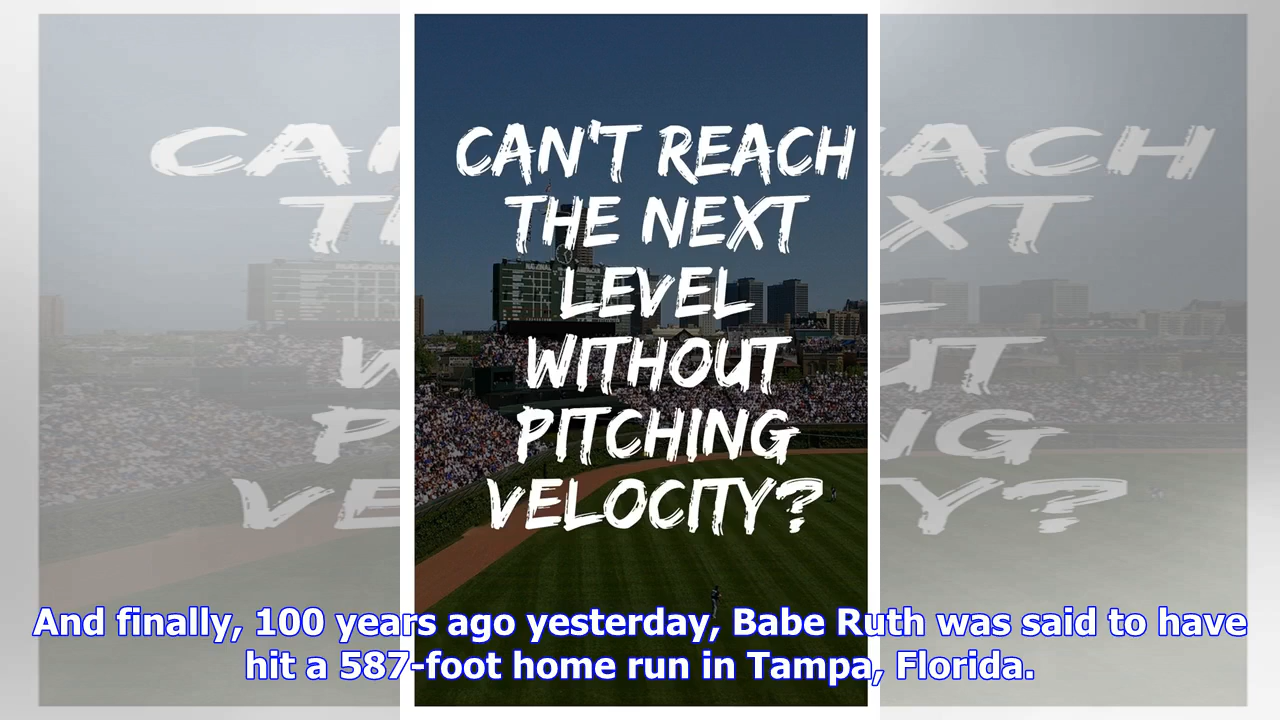 CAN'T REACH
THE NEXT
LEVEL
WITHOUT
PITCHING
VELOCITY?
And finally, 100 years ago yesterday, Babe Ruth was said to have
hit a 587-foot home run in Tampa, Florida.